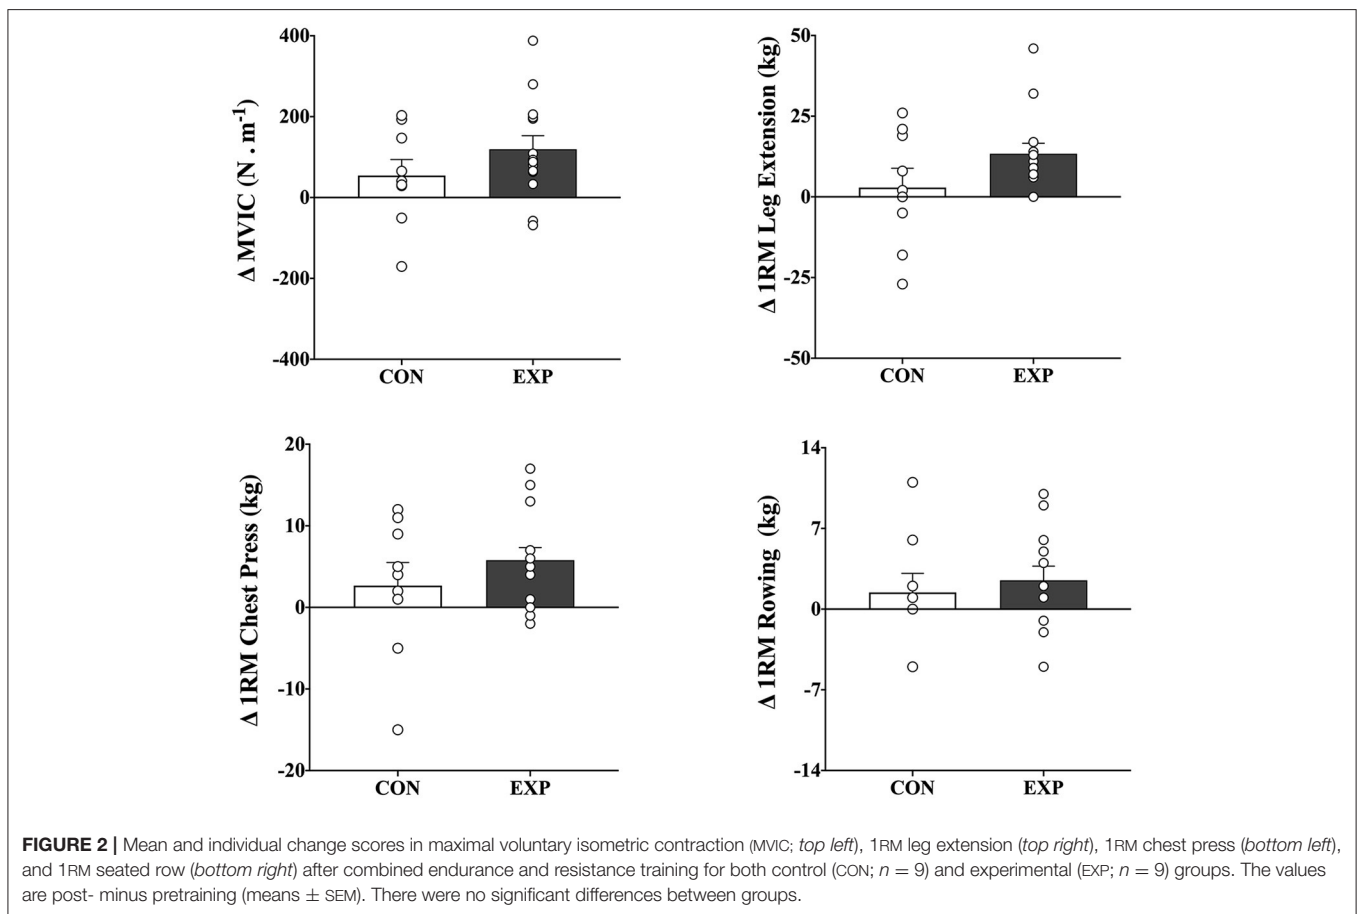 400
200
0
-200
-400
Δ MVIC (N . m⁻¹)
CON EXP
50
25
0
-25
-50
Δ 1RM Leg Extension (kg)
CON EXP
20
10
0
-10
-20
Δ 1RM Chest Press (kg)
CON EXP
14
7
0
-7
-14
Δ 1RM Rowing (kg)
CON EXP
FIGURE 2 | Mean and individual change scores in maximal voluntary isometric contraction (MVIC; top left), 1RM leg extension (top right), 1RM chest press (bottom left),
and 1RM seated row (bottom right) after combined endurance and resistance training for both control (CON; n = 9) and experimental (EXP; n = 9) groups. The values
are post- minus pretraining (means ± SEM). There were no significant differences between groups.